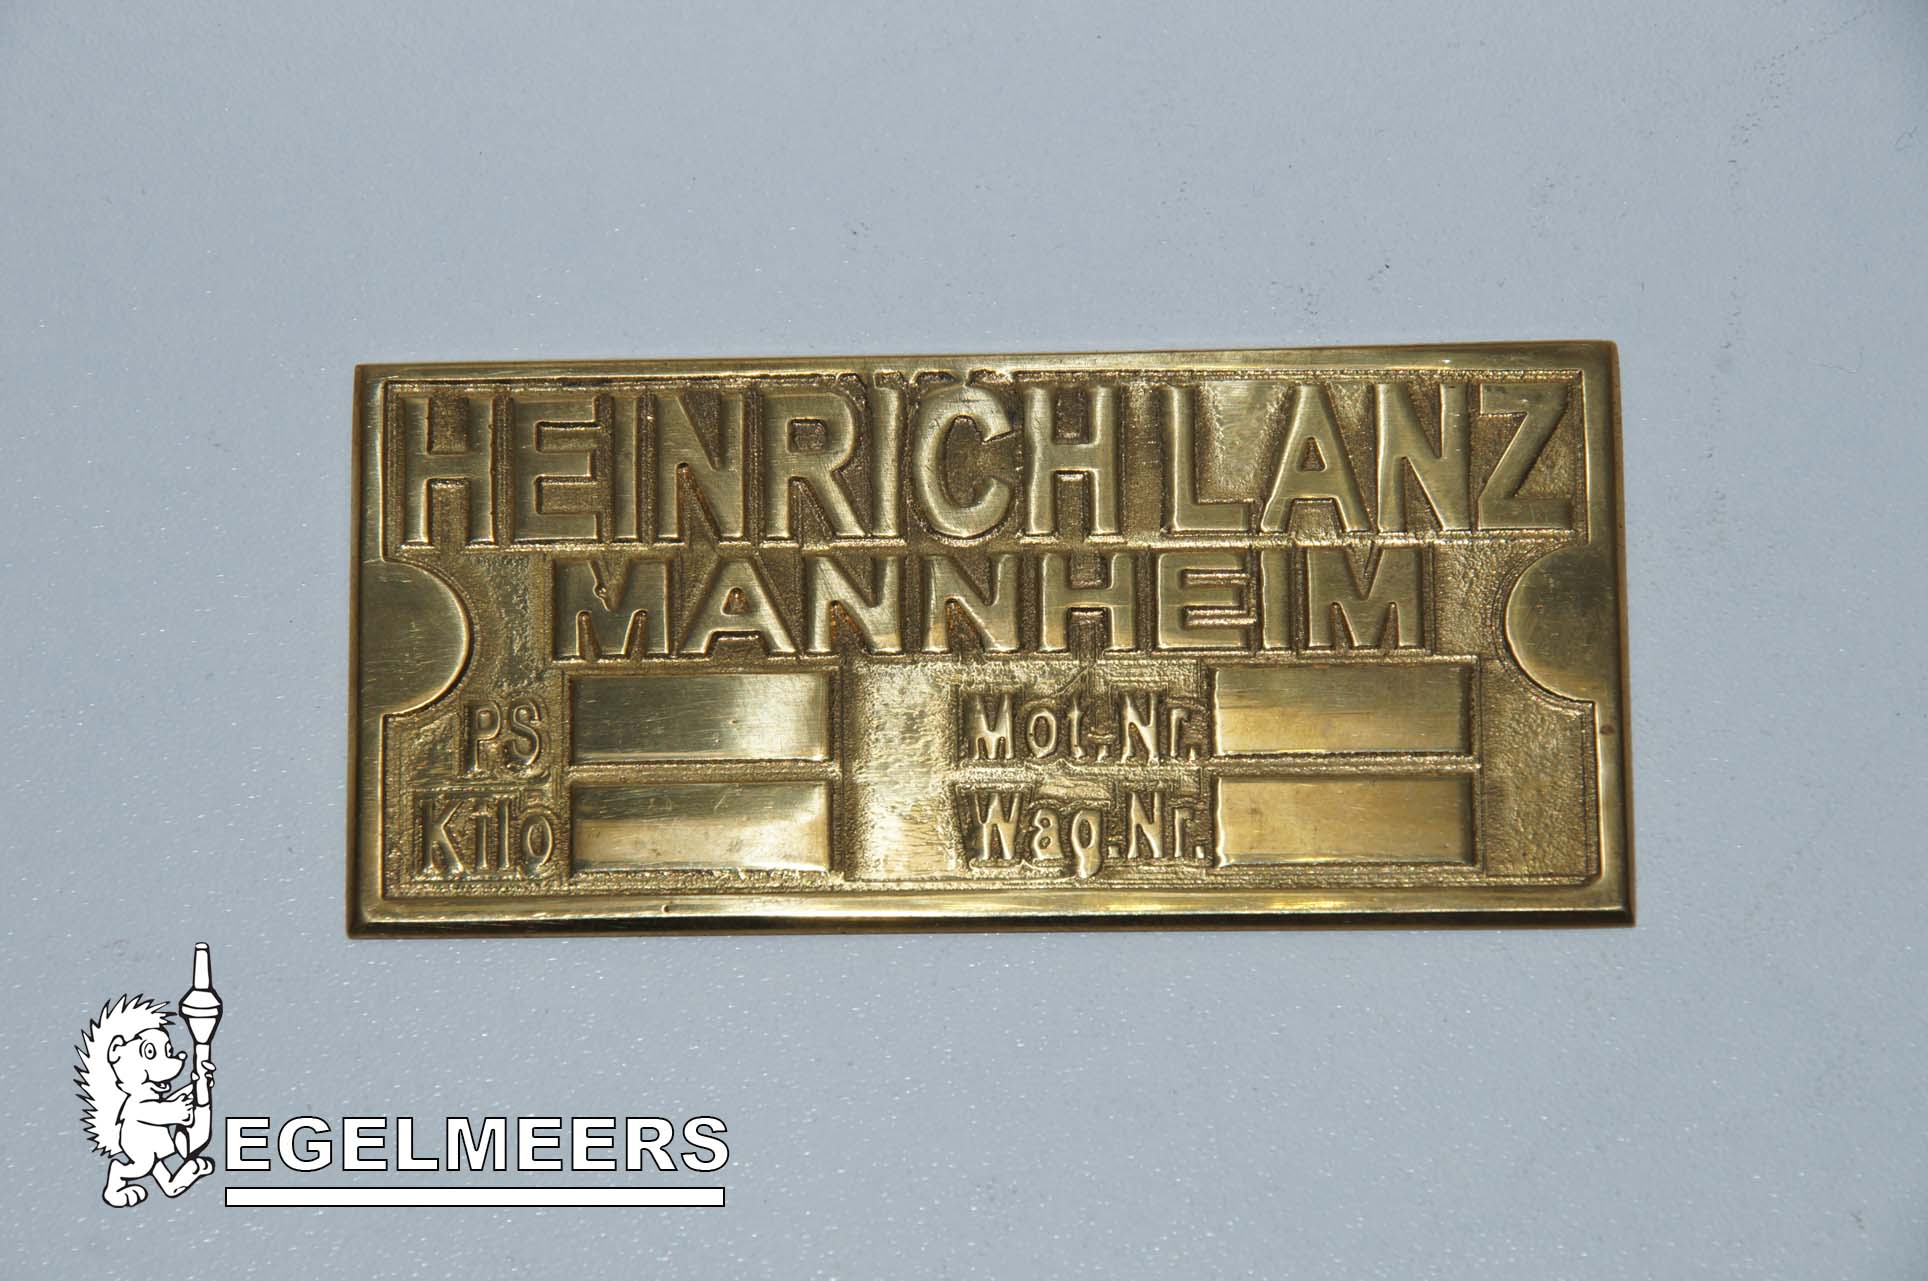 HEINRICH LANZ
MANNHEIM
PS Mot.Nr.
Kilo Wag.Nr.
EGELMEERS